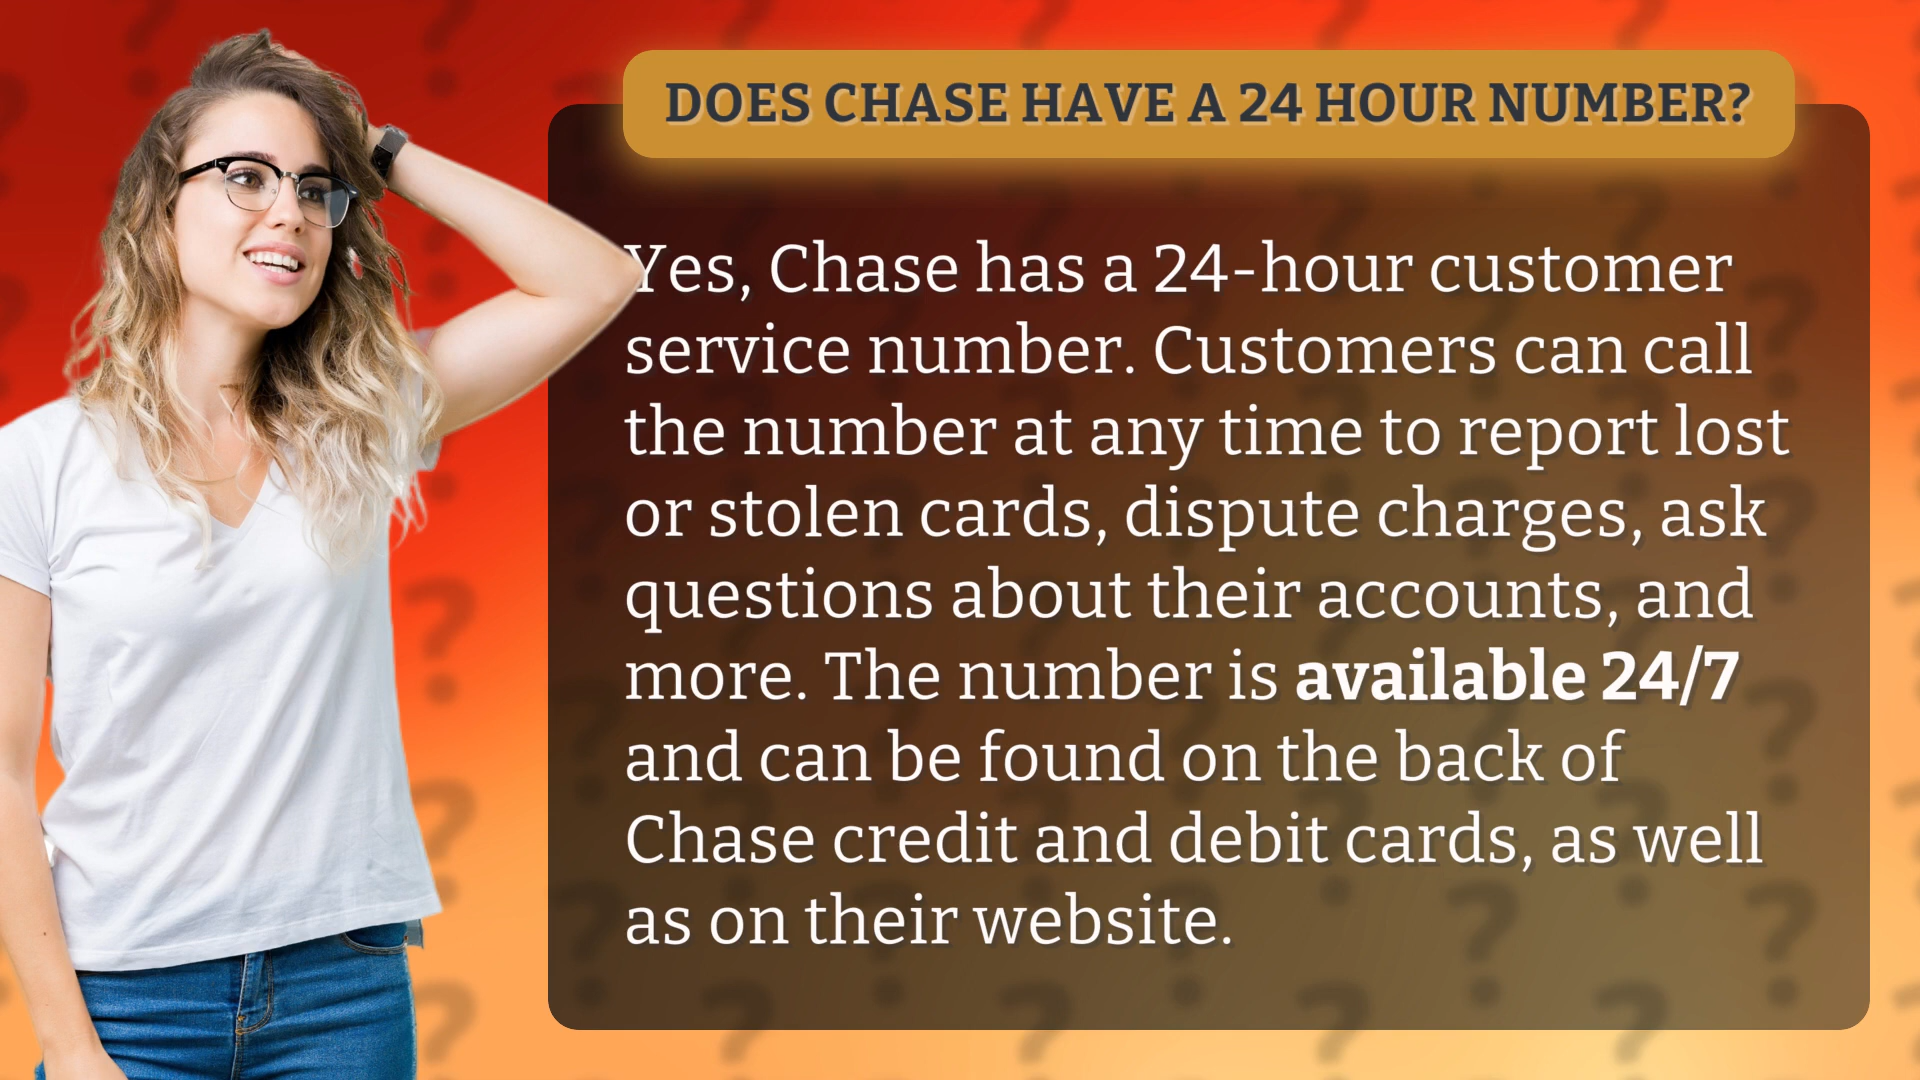 DOES CHASE HAVE A 24 HOUR NUMBER?
Yes, Chase has a 24-hour customer
service number. Customers can call
the number at any time to report lost
or stolen cards, dispute charges, ask
questions about their accounts, and
more. The number is available 24/7
and can be found on the back of
Chase credit and debit cards, as well
as on their website.